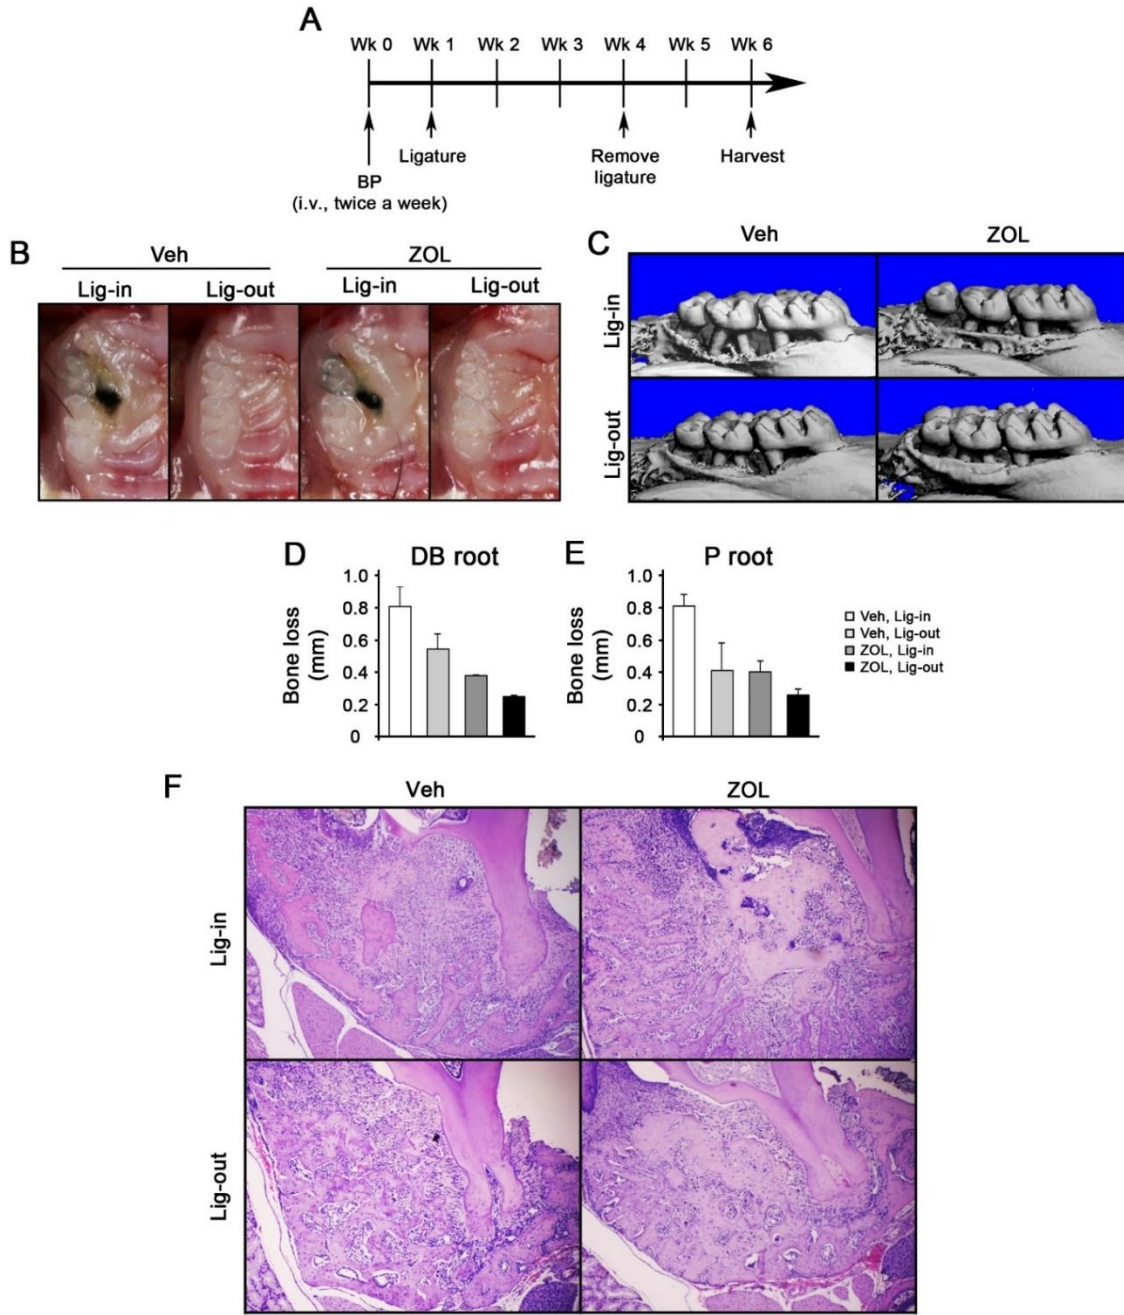 A
Wk 0 Wk 1 Wk 2 Wk 3 Wk 4 Wk 5 Wk 6
Ligature
Remove
ligature
Harvest
BP
(i.v., twice a week)
B
Veh ZOL
Lig-in Lig-out Lig-in Lig-out
C
Veh ZOL
Lig-in
Lig-out
D DB root
Bone loss
(mm)
1.0
0.8
0.6
0.4
0.2
0
E P root
Bone loss
(mm)
1.0
0.8
0.6
0.4
0.2
0
Veh, Lig-in
Veh, Lig-out
ZOL, Lig-in
ZOL, Lig-out
F
Veh ZOL
Lig-in
Lig-out